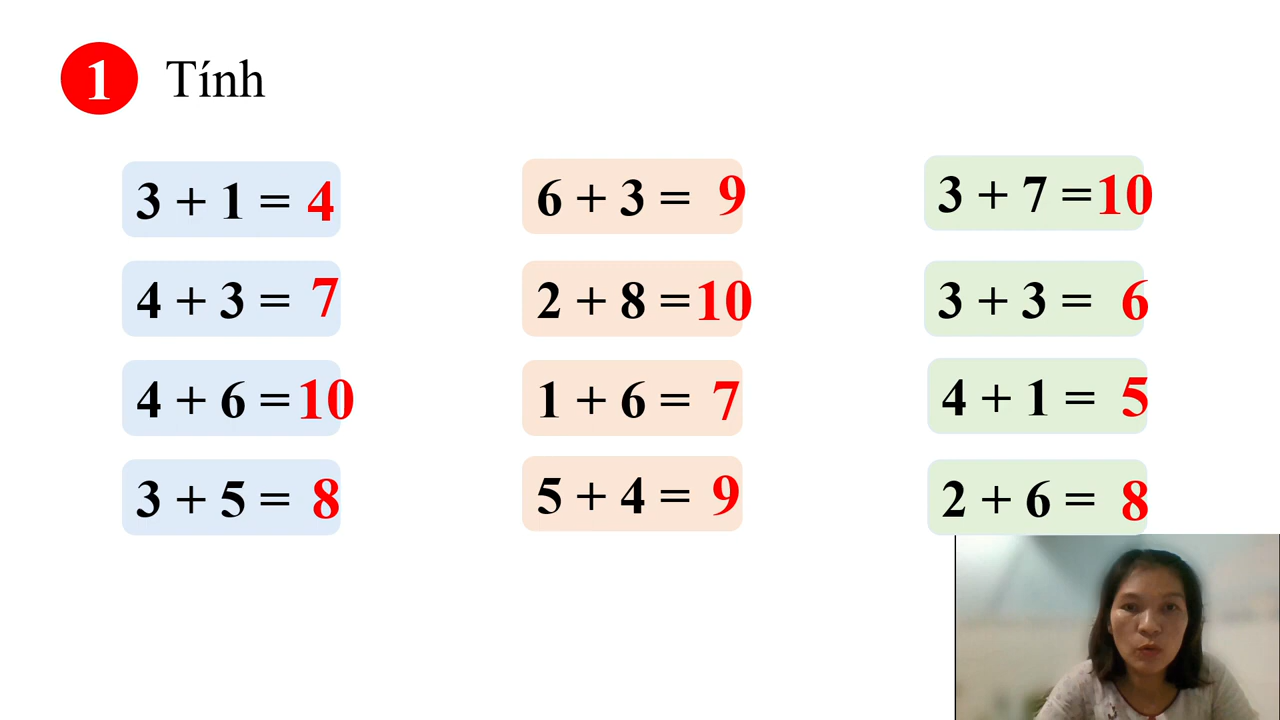 1 Tính
3 + 1 = 4
6 + 3 = 9
3 + 7 = 10
4 + 3 = 7
2 + 8 = 10
3 + 3 = 6
4 + 6 = 10
1 + 6 = 7
4 + 1 = 5
3 + 5 = 8
5 + 4 = 9
2 + 6 = 8